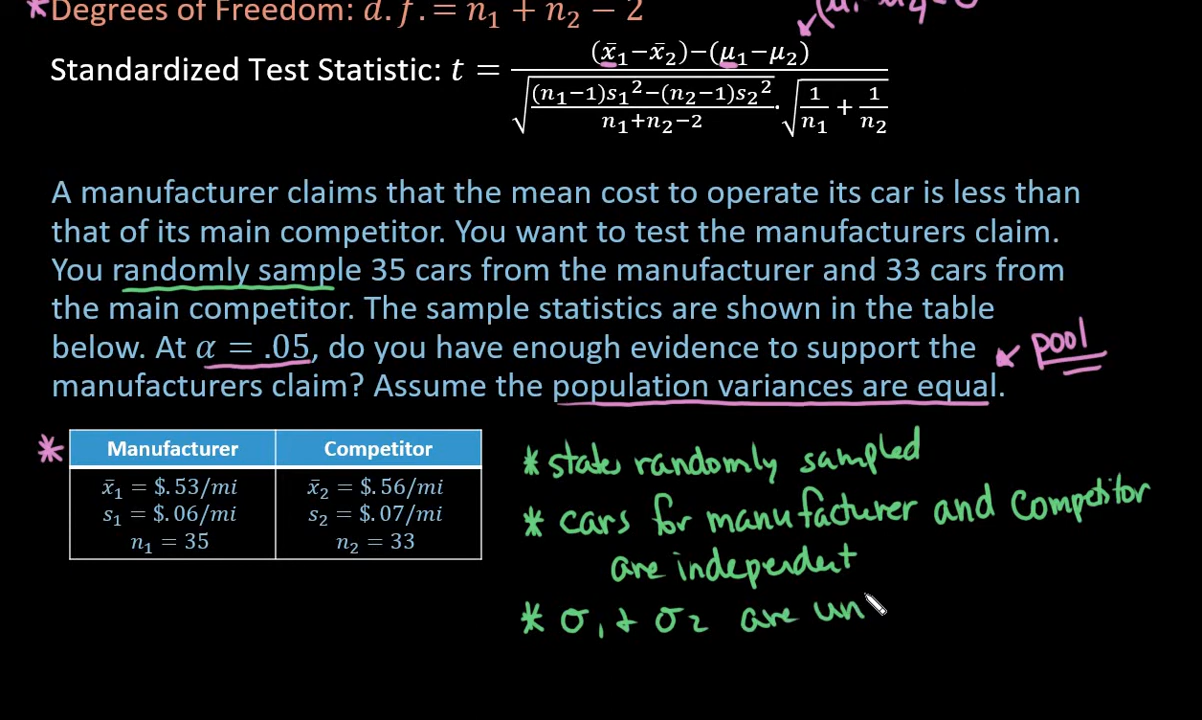 *Degrees of Freedom: d.f. = n₁ + n₂ − 2
Standardized Test Statistic: t = ((x̄₁−x̄₂)−(μ₁−μ₂)) / (√(((n₁−1)s₁²−(n₂−1)s₂²)/(n₁+n₂−2)) · √(1/n₁ + 1/n₂))
A manufacturer claims that the mean cost to operate its car is less than
that of its main competitor. You want to test the manufacturers claim.
You randomly sample 35 cars from the manufacturer and 33 cars from
the main competitor. The sample statistics are shown in the table
below. At α = .05, do you have enough evidence to support the
pool
manufacturers claim? Assume the population variances are equal.
* Manufacturer Competitor
x̄₁ = $.53/mi x̄₂ = $.56/mi
s₁ = $.06/mi s₂ = $.07/mi
n₁ = 35 n₂ = 33
* states randomly sampled
* cars for manufacturer and competitor
are independent
* σ₁ + σ₂ are un